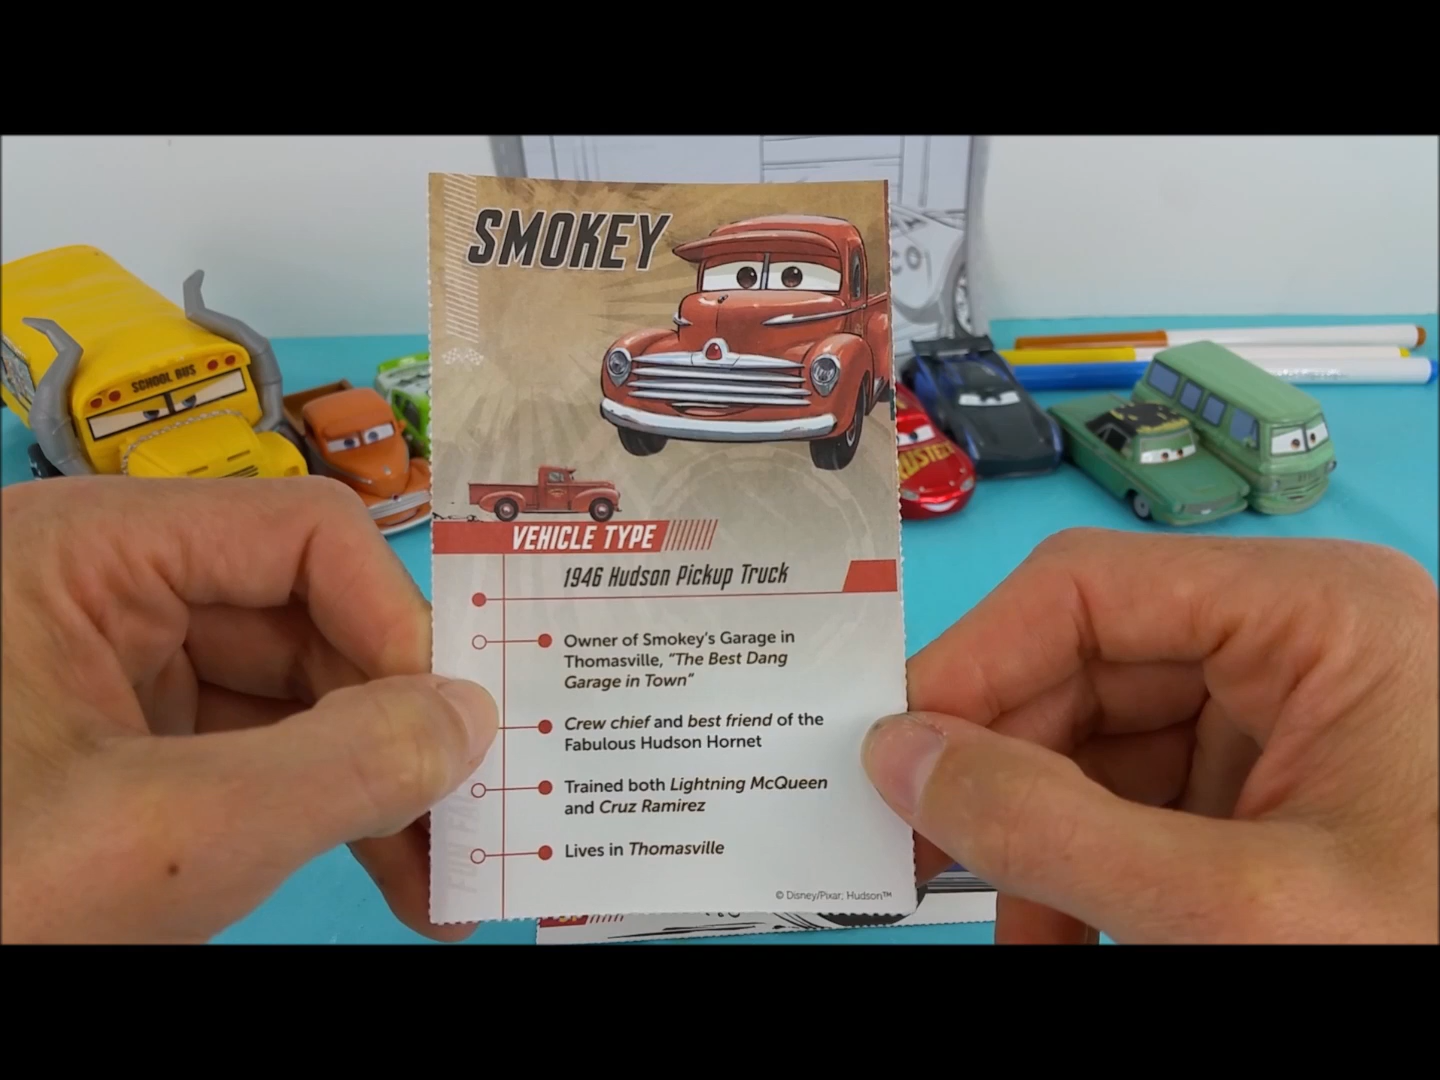 SMOKEY
SCHOOL BUS
VEHICLE TYPE
1946 Hudson Pickup Truck
Owner of Smokey's Garage in
Thomasville, "The Best Dang
Garage in Town"
Crew chief and best friend of the
Fabulous Hudson Hornet
Trained both Lightning McQueen
and Cruz Ramirez
Lives in Thomasville
© Disney/Pixar; Hudson™